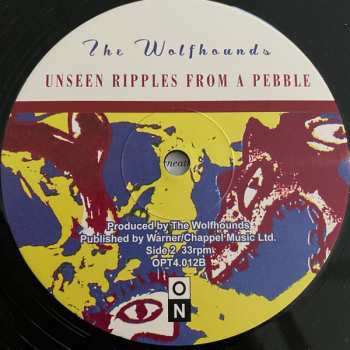 The Wolfhounds
UNSEEN RIPPLES FROM A PEBBLE
Produced by The Wolfhounds
Published by Warner/Chappel Music Ltd.
Side 2. 33rpm.
OPT4.012B
O
N